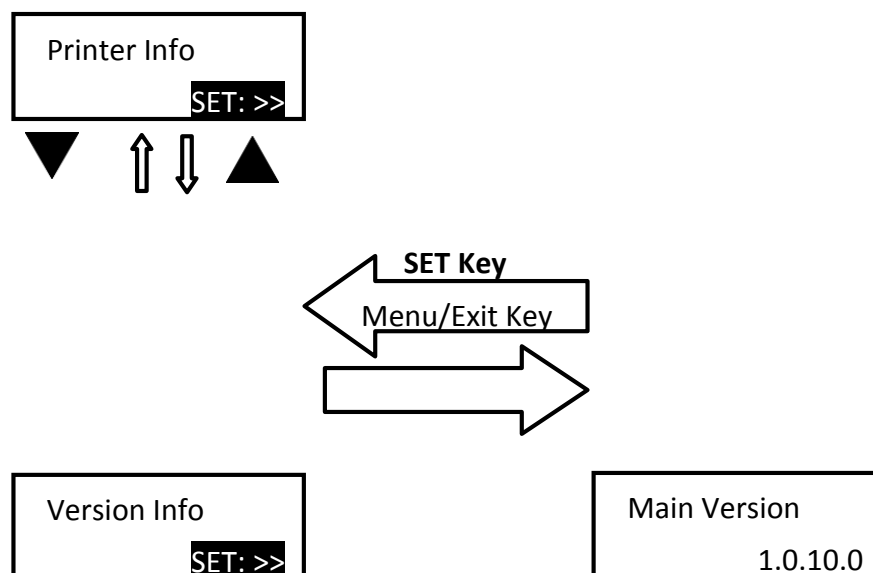 Printer Info
SET: >>
SET Key
Menu/Exit Key
Version Info
SET: >>
Main Version
1.0.10.0